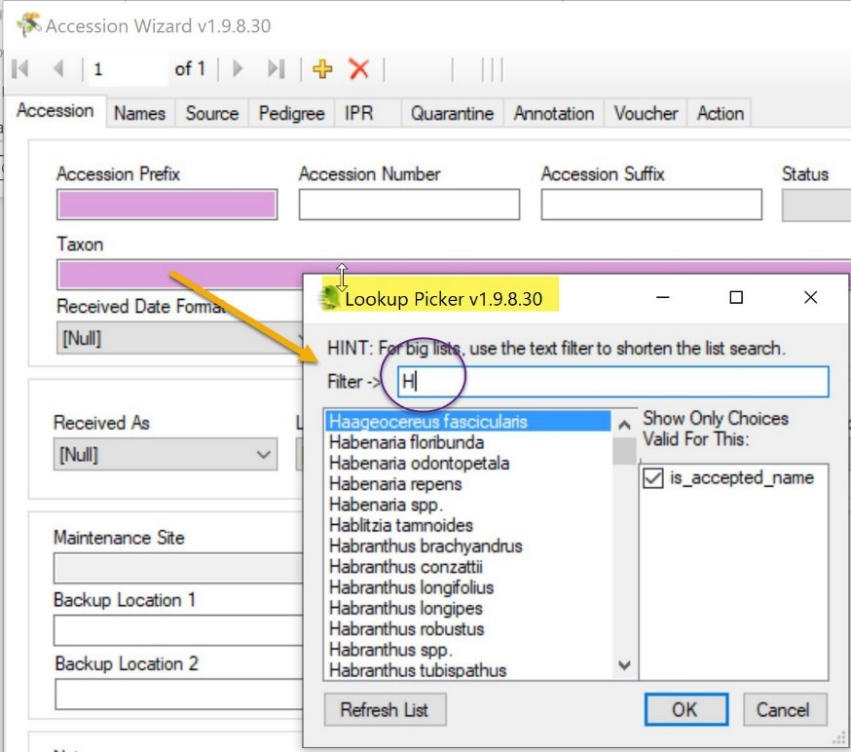 Accession Wizard v1.9.8.30
1 of 1
Accession Names Source Pedigree IPR Quarantine Annotation Voucher Action
Accession Prefix Accession Number Accession Suffix Status
Taxon
Received Date Format
[Null]
Received As
[Null]
Maintenance Site
Backup Location 1
Backup Location 2
Lookup Picker v1.9.8.30
HINT: For big lists, use the text filter to shorten the list search.
Filter -> H
Haageocereus fascicularis
Habenaria floribunda
Habenaria odontopetala
Habenaria repens
Habenaria spp.
Hablitzia tamnoides
Habranthus brachyandrus
Habranthus conzattii
Habranthus longifolius
Habranthus longipes
Habranthus robustus
Habranthus spp.
Habranthus tubispathus
Show Only Choices
Valid For This:
is_accepted_name
Refresh List OK Cancel